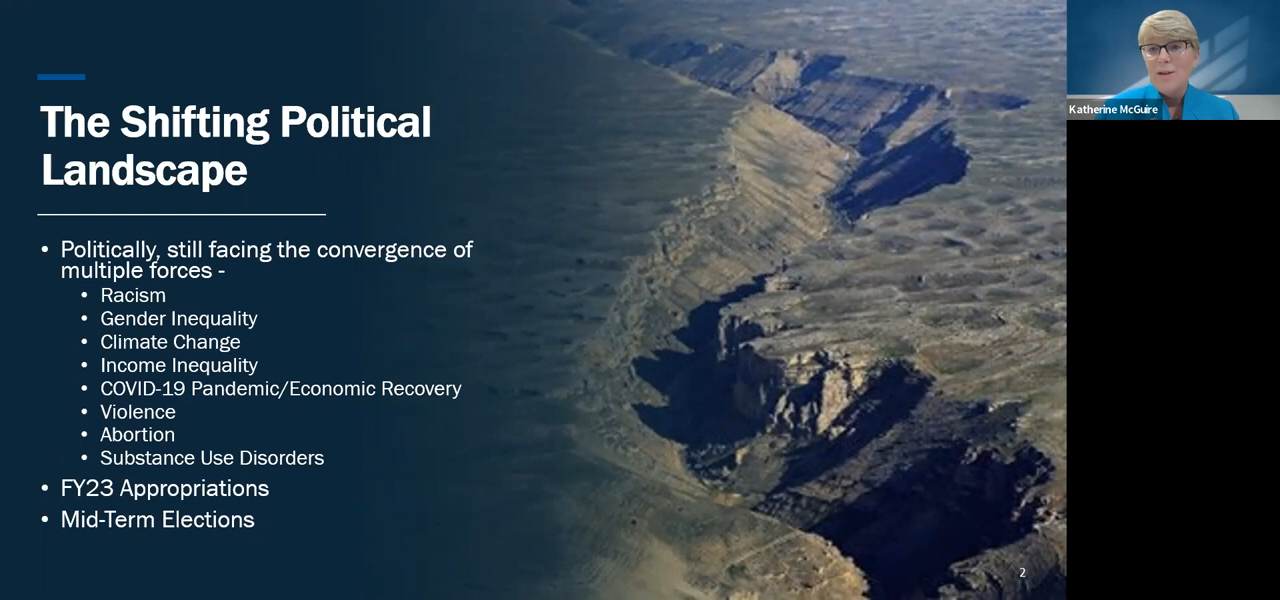 The Shifting Political
Landscape
• Politically, still facing the convergence of
multiple forces -
• Racism
• Gender Inequality
• Climate Change
• Income Inequality
• COVID-19 Pandemic/Economic Recovery
• Violence
• Abortion
• Substance Use Disorders
• FY23 Appropriations
• Mid-Term Elections
2
Katherine McGuire